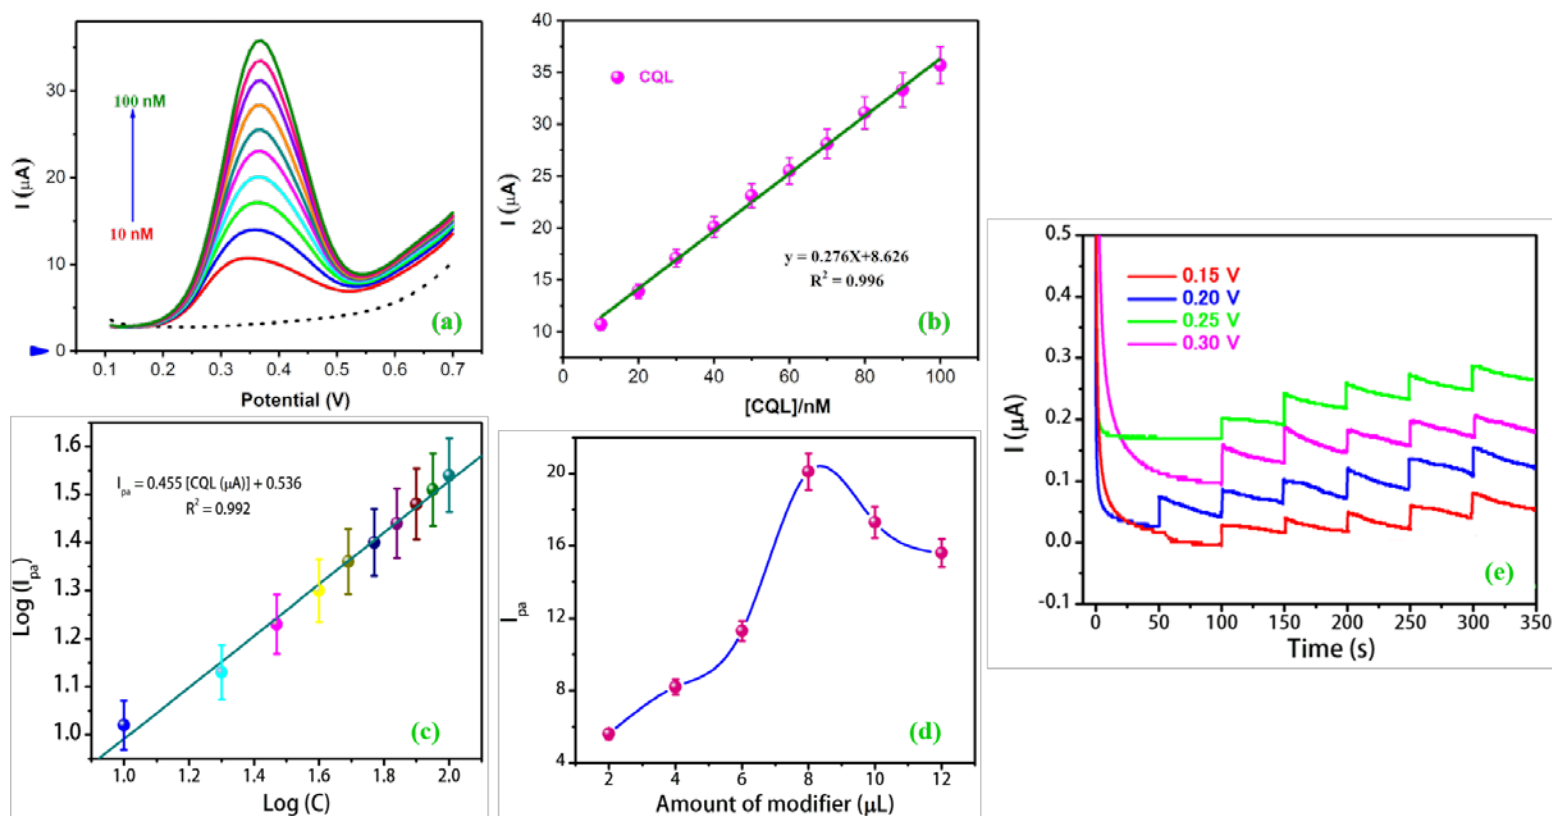 I (μA)
30
20
10
0
100 nM
10 nM
(a)
0.1 0.2 0.3 0.4 0.5 0.6 0.7
Potential (V)
I (μA)
40
35
30
25
20
15
10
CQL
y = 0.276X+8.626
R² = 0.996
(b)
0 20 40 60 80 100
[CQL]/nM
Log (Ipa)
1.6
1.5
1.4
1.3
1.2
1.1
1.0
Ipa = 0.455 [CQL (μA)] + 0.536
R² = 0.992
(c)
1.0 1.2 1.4 1.6 1.8 2.0
Log (C)
Ipa
20
16
12
8
4
(d)
2 4 6 8 10 12
Amount of modifier (μL)
I (μA)
0.5
0.4
0.3
0.2
0.1
0.0
-0.1
0.15 V
0.20 V
0.25 V
0.30 V
(e)
0 50 100 150 200 250 300 350
Time (s)